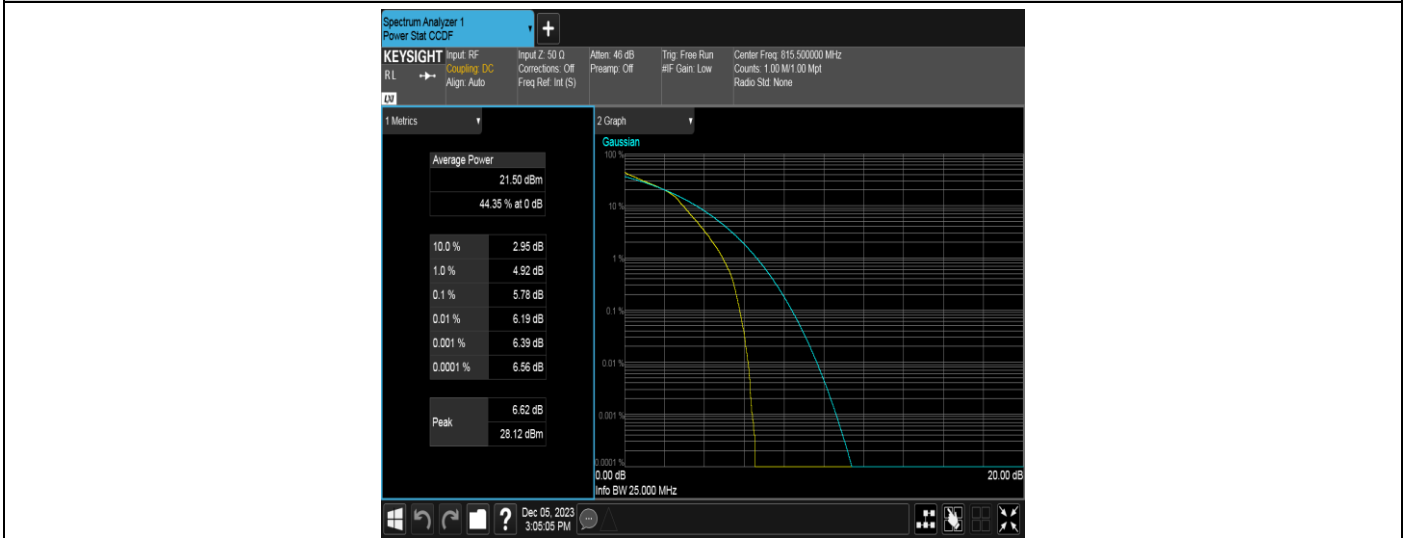 Spectrum Analyzer 1
Power Stat CCDF
+
KEYSIGHT Input: RF Input Z: 50 Ω Atten: 46 dB Trig: Free Run Center Freq: 815.500000 MHz
RL Coupling: DC Corrections: Off Preamp: Off #IF Gain: Low Counts: 1.00 M/1.00 Mpt
Align: Auto Freq Ref: Int (S) Radio Std: None
LXI
1 Metrics
Average Power
21.50 dBm
44.35 % at 0 dB
10.0 % 2.95 dB
1.0 % 4.92 dB
0.1 % 5.78 dB
0.01 % 6.19 dB
0.001 % 6.39 dB
0.0001 % 6.56 dB
Peak 6.62 dB
28.12 dBm
2 Graph
Gaussian
100 %
10 %
1 %
0.1 %
0.01 %
0.001 %
0.0001 %
0.00 dB 20.00 dB
Info BW 25.000 MHz
? Dec 05, 2023
3:05:05 PM